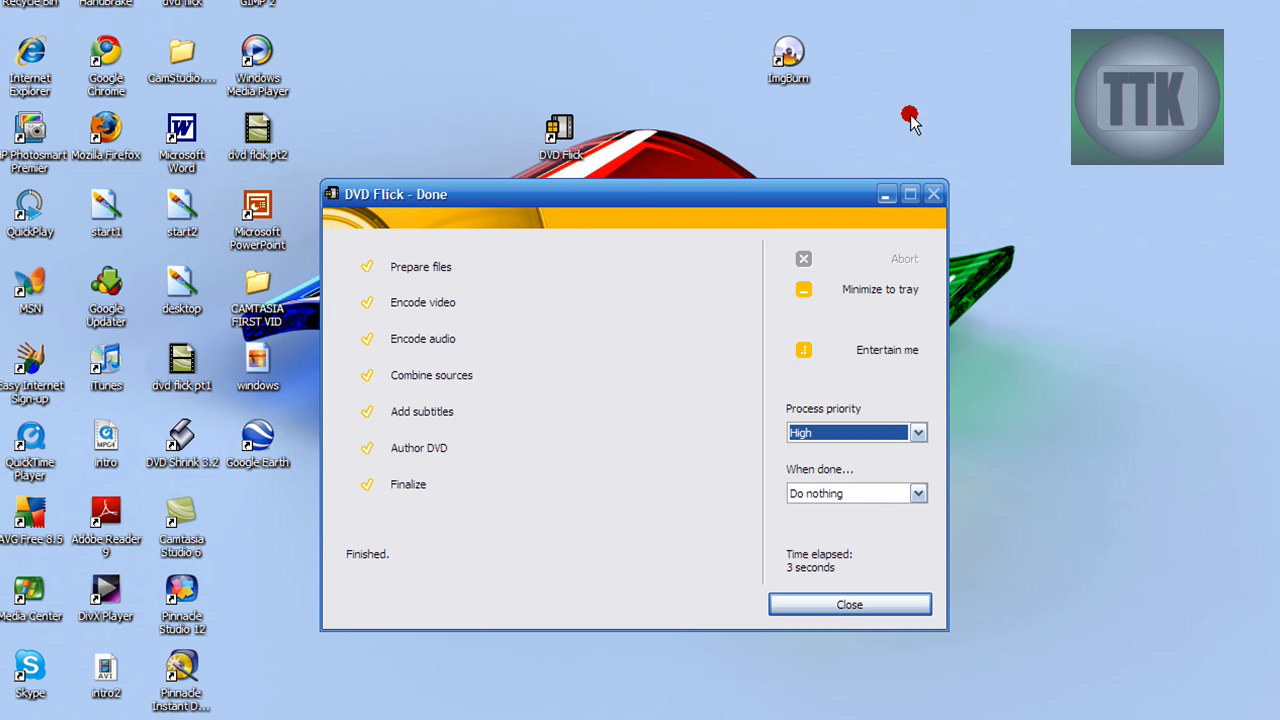 Recycle Bin
HandBrake
dvd flick
GIMP 2
Internet
Explorer
Google
Chrome
CamStudio....
Windows
Media Player
ImgBurn
TTK
HP Photosmart
Premier
Mozilla Firefox
Microsoft
Word
dvd flcik pt2
DVD Flick
QuickPlay
start1
start2
Microsoft
PowerPoint
DVD Flick - Done
MSN
Google
Updater
desktop
CAMTASIA
FIRST VID
Prepare files
Encode video
Encode audio
Combine sources
Add subtitles
Author DVD
Finalize
Finished.
Abort
Minimize to tray
Entertain me
Process priority
High
When done...
Do nothing
Time elapsed:
3 seconds
Close
Easy Internet
Sign-up
iTunes
dvd flick pt1
windows
QuickTime
Player
MPG4
intro
DVD Shrink 3.2
Google Earth
AVG Free 8.5
Adobe Reader
9
Camtasia
Studio 6
Media Center
DivX Player
Pinnacle
Studio 12
Skype
AVI
intro2
Pinnacle
Instant D...